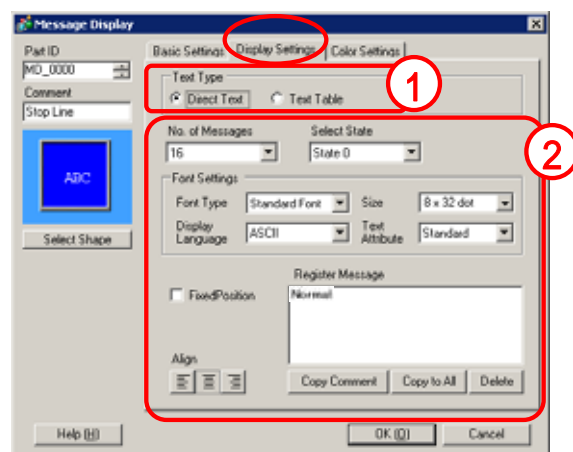 Message Display
Part ID
MD_0000
Comment
Stop Line
ABC
Select Shape
Basic Settings Display Settings Color Settings
Text Type
Direct Text Text Table
1
No. of Messages Select State
16 State 0
2
Font Settings
Font Type Standard Font Size 8 x 32 dot
Display Language ASCII Text Attribute Standard
Register Message
FixedPosition Normal
Align
Copy Comment Copy to All Delete
Help (H) OK (O) Cancel